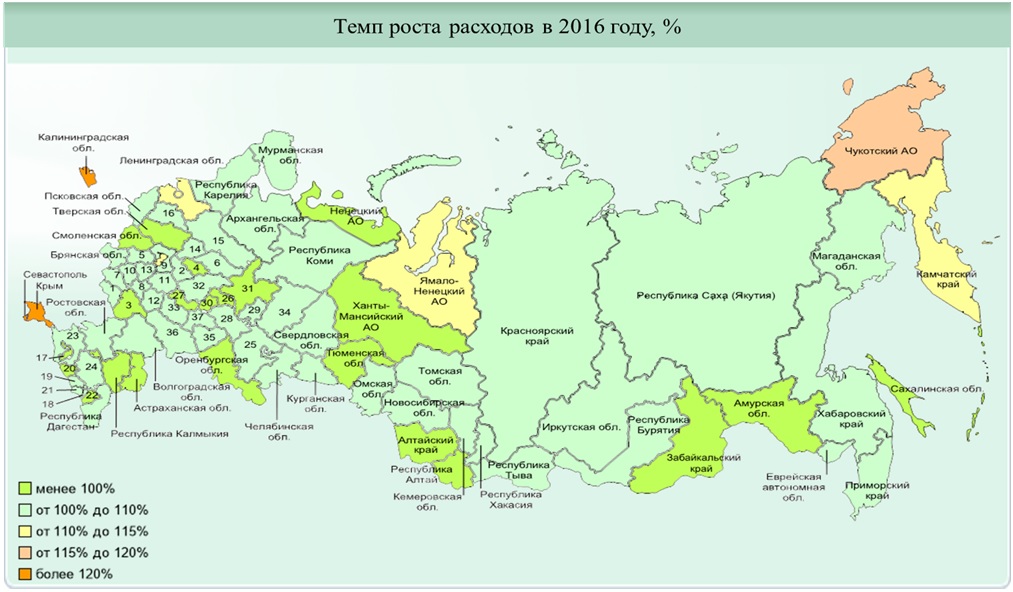 Темп роста расходов в 2016 году, %
Калининградская
обл.
Ленинградская обл.
Мурманская
обл.
Чукотский АО
Псковская обл.
Тверская обл.
Республика
Карелия
Ненецкий
АО
16
Архангельская
обл.
Смоленская обл.
15
14
Республика
Коми
Брянская обл.
5
9
6
Магаданская
обл.
Камчатский
край
Севастополь
Крым
7
10
13
2
4
11
Ямало-
Ненецкий
АО
Республика Саха (Якутия)
1
8
32
31
Ростовская
обл.
3
12
27
33
30
26
29
34
Ханты-
Мансийский
АО
Красноярский
край
23
37
28
Свердловская
обл.
36
35
25
17
20
24
Оренбургская
обл.
Тюменская
обл.
Томская
обл.
19
21
18
22
Волгоградская
обл.
Астраханская обл.
Курганская
обл.
Омская
обл.
Новосибирская
обл.
Сахалинская обл.
Амурская
обл.
Хабаровский
край
Республика
Дагестан
Республика Калмыкия
Челябинская
обл.
Алтайский
край
Иркутская обл.
Республика
Бурятия
Забайкальский
край
Республика
Алтай
Республика
Тыва
Кемеровская
обл.
Республика
Хакасия
Еврейская
автономная
обл.
Приморский
край
менее 100%
от 100% до 110%
от 110% до 115%
от 115% до 120%
более 120%